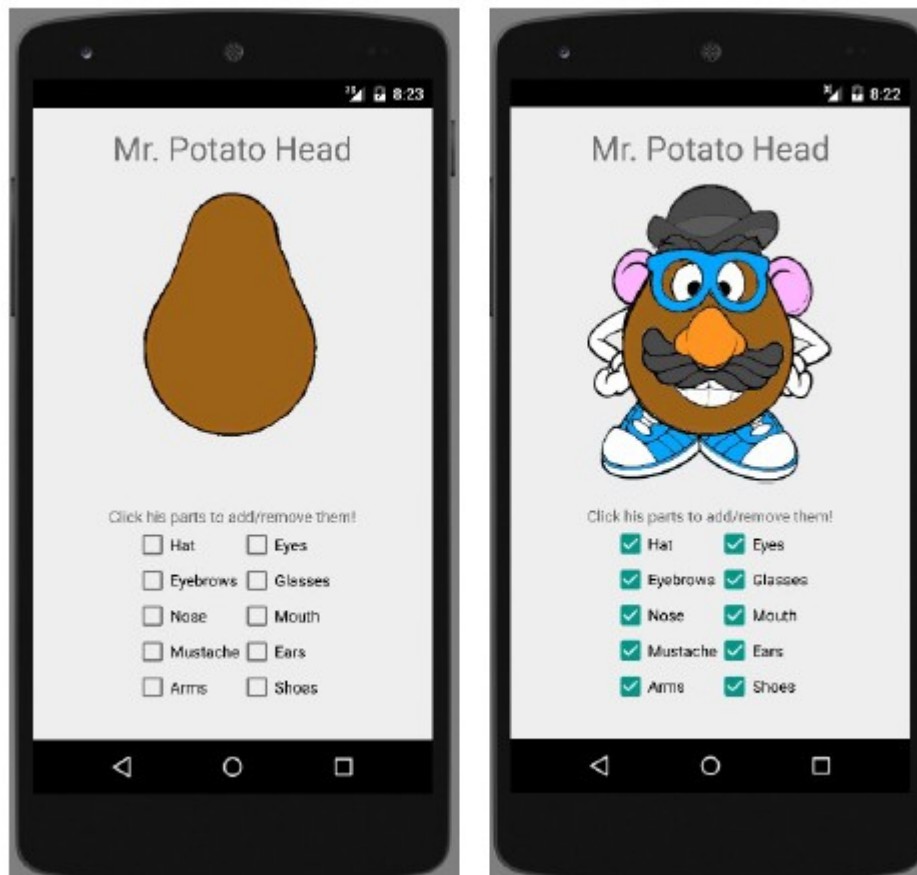 8:23
Mr. Potato Head
Click his parts to add/remove them!
Hat Eyes
Eyebrows Glasses
Nose Mouth
Mustache Ears
Arms Shoes
8:22
Mr. Potato Head
Click his parts to add/remove them!
Hat Eyes
Eyebrows Glasses
Nose Mouth
Mustache Ears
Arms Shoes